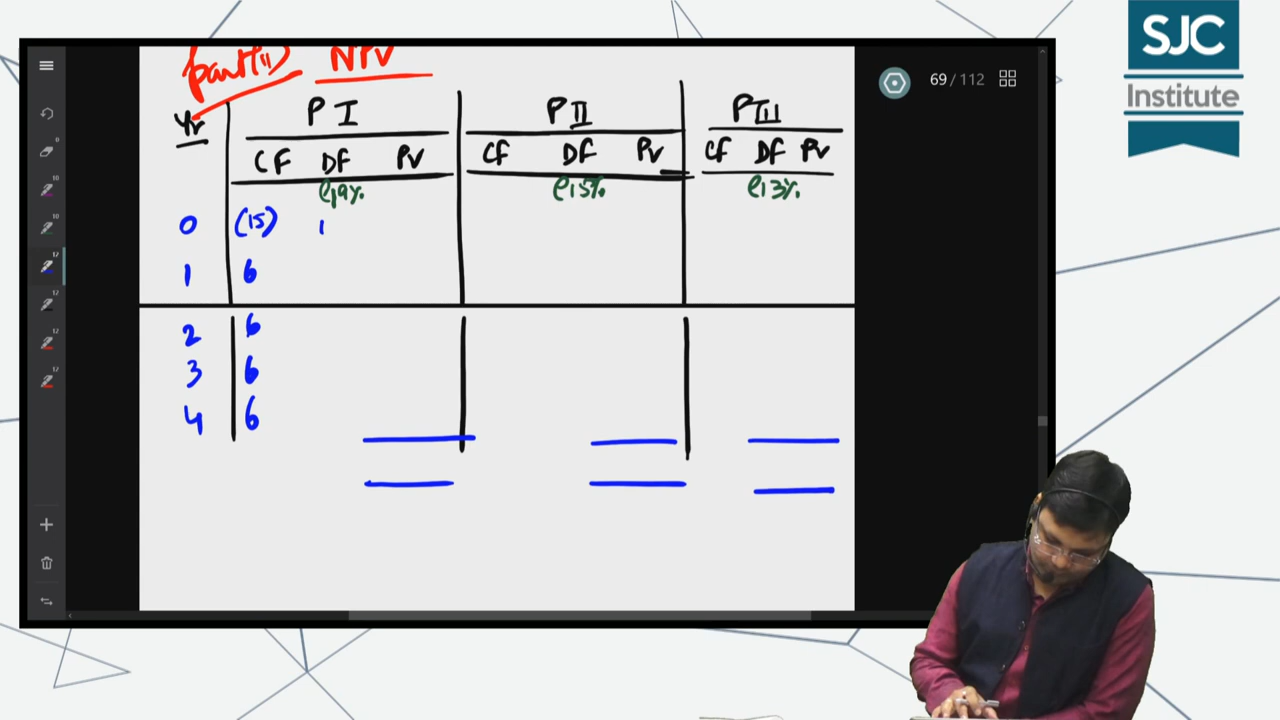 SJC
Institute
69 / 112
part(ii) NPV
Yr P I P II P III
CF DF PV CF DF PV CF DF PV
@19% @15% @13%
0 (15) 1
1 6
2 6
3 6
4 6